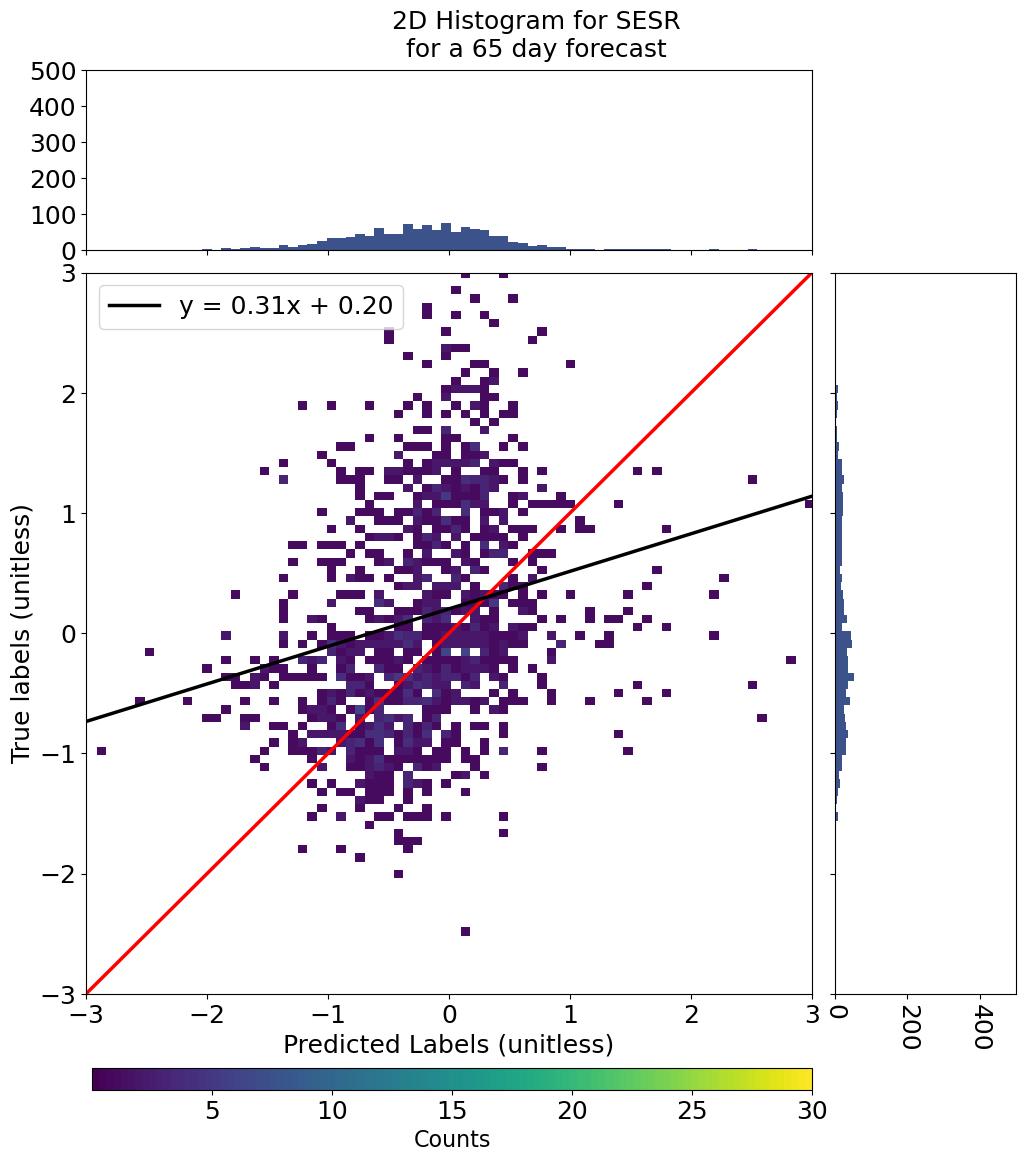 2D Histogram for SESR
for a 65 day forecast
500
400
300
200
100
0
3
2
1
0
−1
−2
−3
y = 0.31x + 0.20
True labels (unitless)
−3 −2 −1 0 1 2 3
Predicted Labels (unitless)
0 200 400
5 10 15 20 25 30
Counts